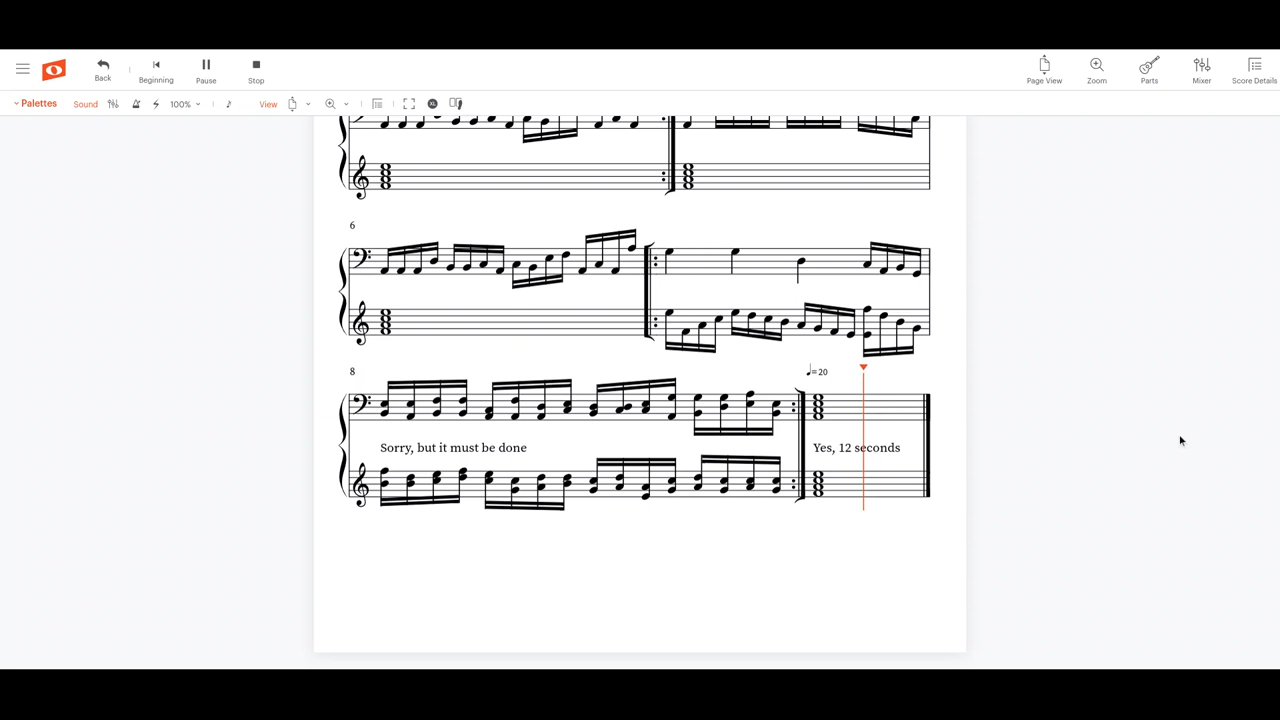 Back
Beginning
Pause
Stop
Page View
Zoom
Parts
Mixer
Score Details
Palettes
Sound
100%
View
XL
6
8
= 20
Sorry, but it must be done
Yes, 12 seconds